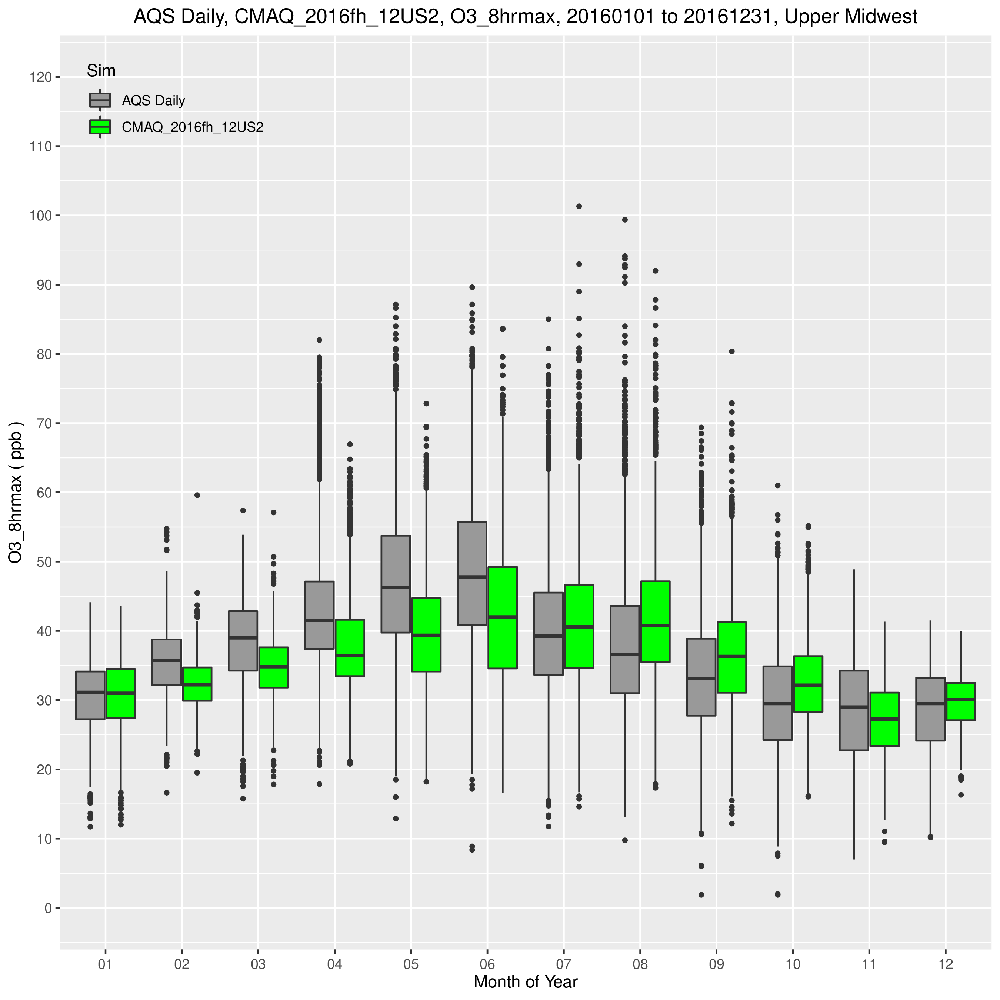 AQS Daily, CMAQ_2016fh_12US2, O3_8hrmax, 20160101 to 20161231, Upper Midwest
Sim
AQS Daily
CMAQ_2016fh_12US2
120
110
100
90
80
70
60
50
40
30
20
10
0
O3_8hrmax ( ppb )
01 02 03 04 05 06 07 08 09 10 11 12
Month of Year